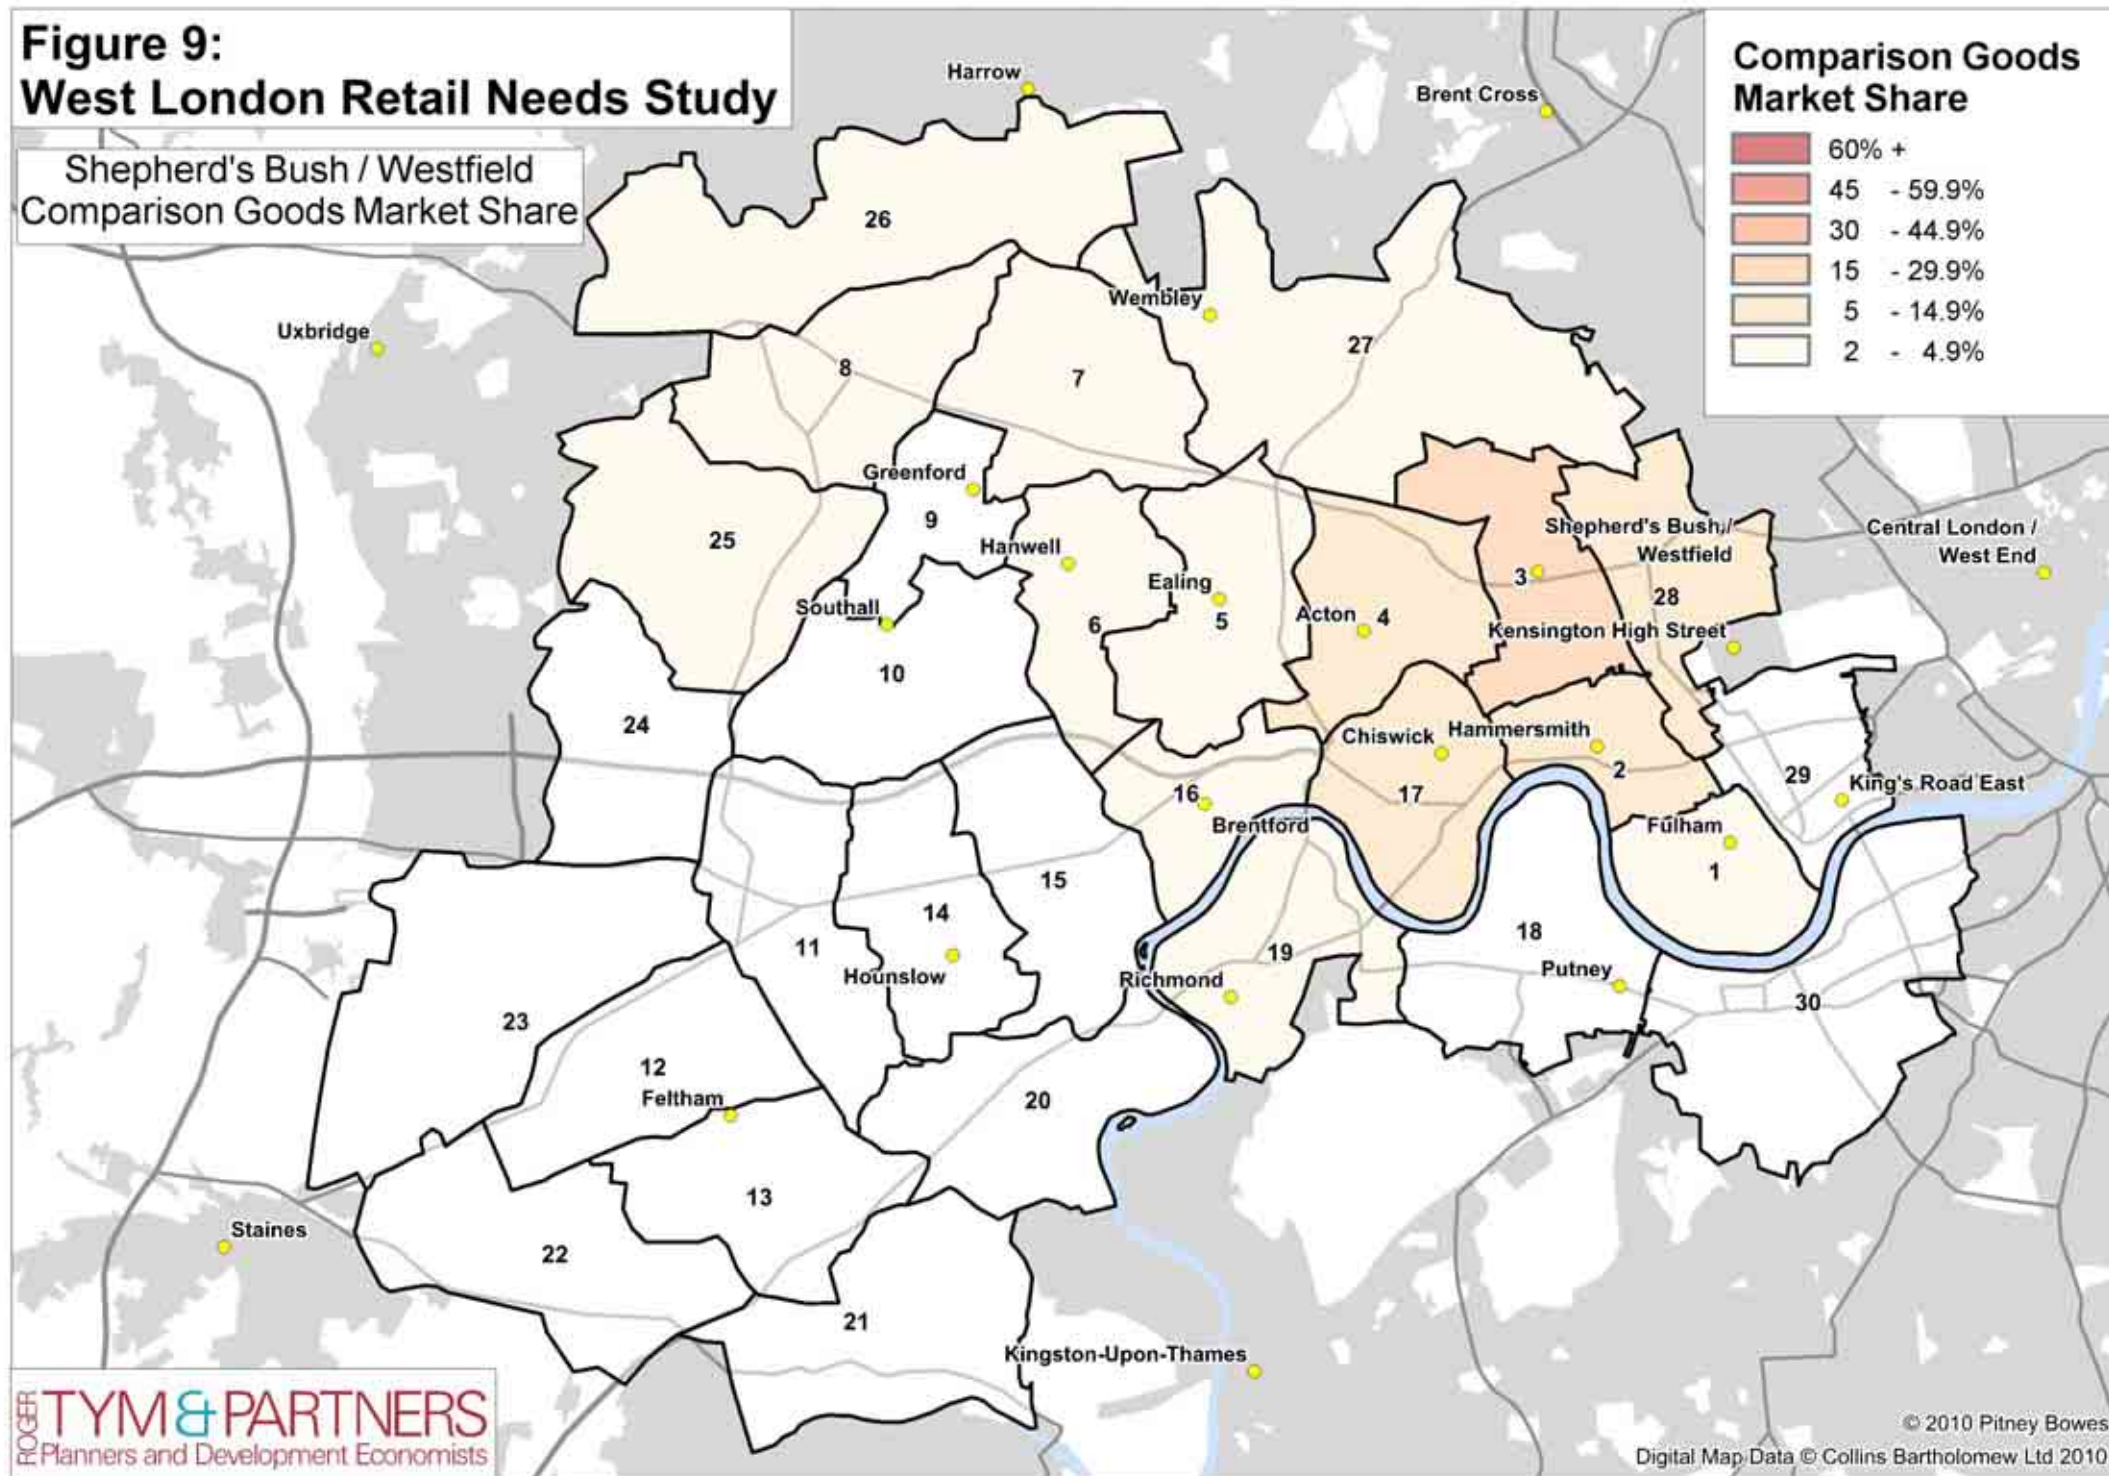 Figure 9:
West London Retail Needs Study
Shepherd's Bush / Westfield
Comparison Goods Market Share
Comparison Goods
Market Share
60% +
45 - 59.9%
30 - 44.9%
15 - 29.9%
5 - 14.9%
2 - 4.9%
Harrow
Brent Cross
26
Wembley
Uxbridge
27
8
7
Greenford
9
25
Hanwell
Shepherd's Bush /
Westfield
Central London /
West End
3
Ealing
5
Southall
6
Acton
4
28
Kensington High Street
10
24
Chiswick
Hammersmith
2
29
King's Road East
16
17
Brentford
Fulham
1
15
14
11
Hounslow
19
18
Richmond
Putney
30
23
12
Feltham
20
13
Staines
22
21
Kingston-Upon-Thames
ROGER
TYM & PARTNERS
Planners and Development Economists
© 2010 Pitney Bowes
Digital Map Data © Collins Bartholomew Ltd 2010